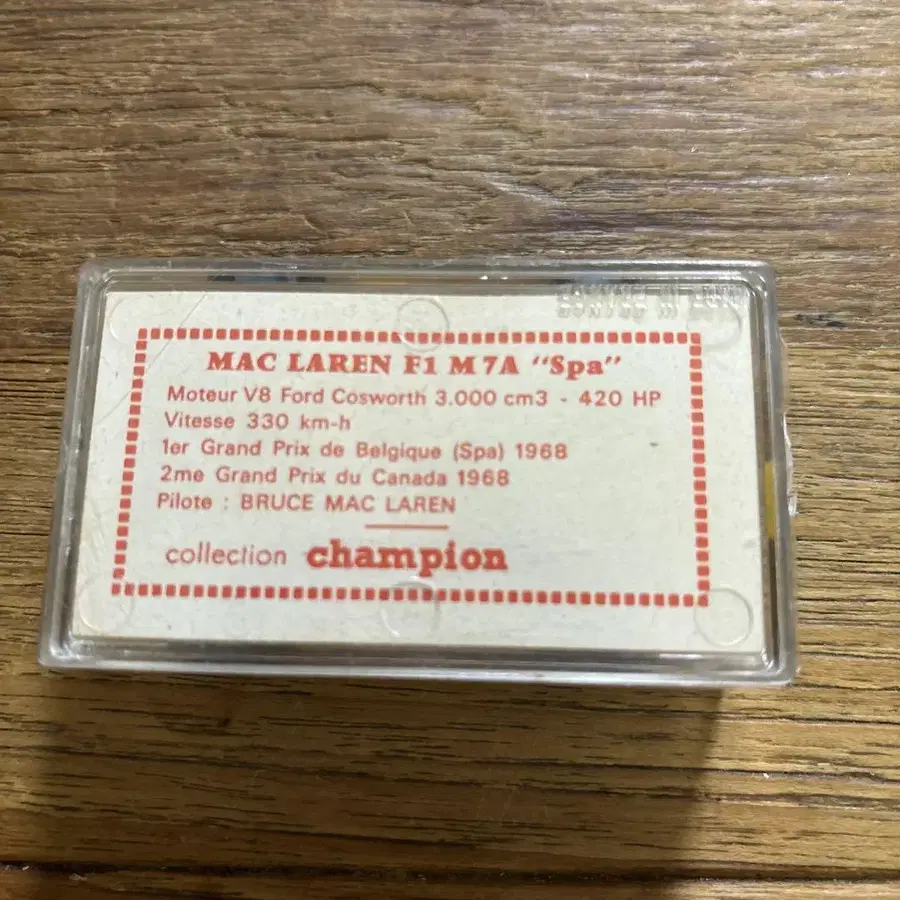 MAC LAREN F1 M7A "Spa"
Moteur V8 Ford Cosworth 3.000 cm3 - 420 HP
Vitesse 330 km-h
1er Grand Prix de Belgique (Spa) 1968
2me Grand Prix du Canada 1968
Pilote : BRUCE MAC LAREN
collection champion